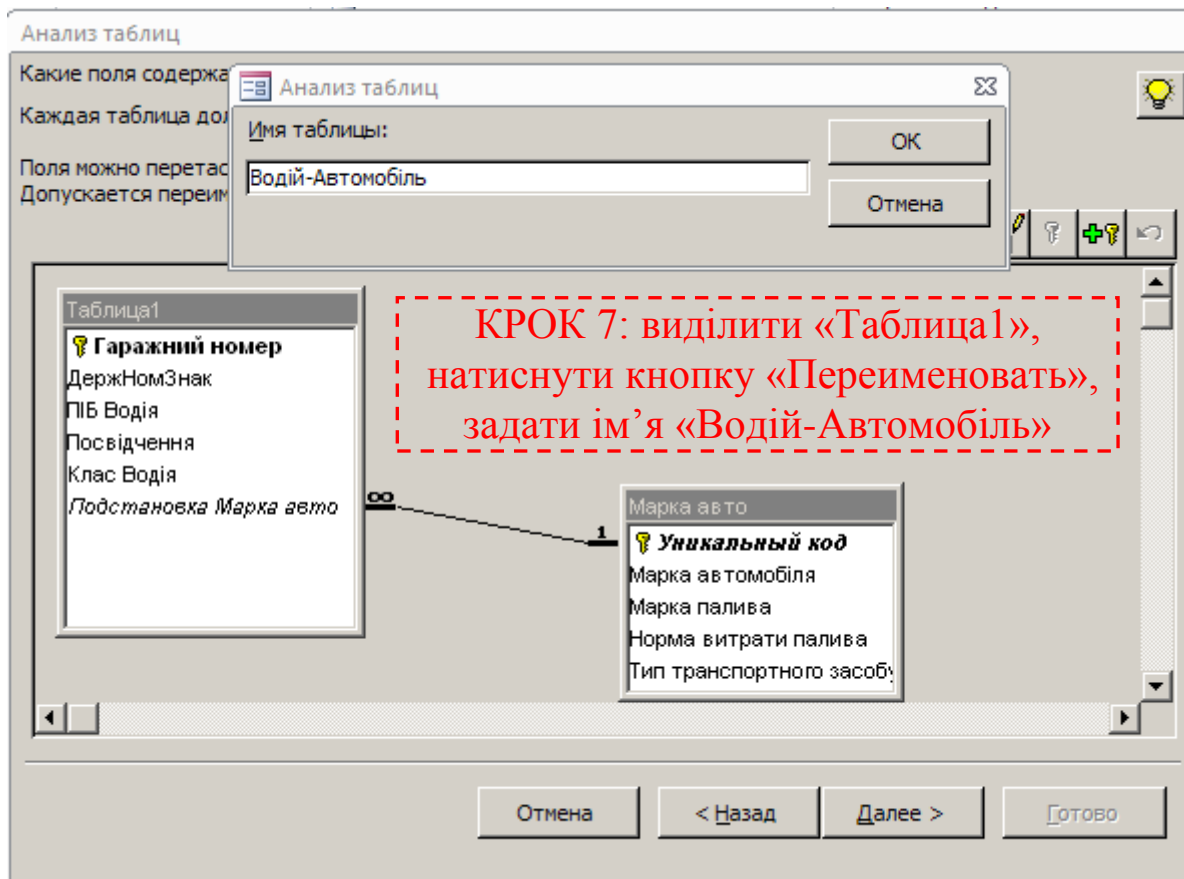 Анализ таблиц
Какие поля содержа
Каждая таблица дол
Поля можно перетас
Допускается переим
Анализ таблиц
Имя таблицы:
Водій-Автомобіль
OK
Отмена
Таблица1
Гаражний номер
ДержНомЗнак
ПІБ Водія
Посвідчення
Клас Водія
Подстановка Марка авто
КРОК 7: виділити «Таблица1»,
натиснути кнопку «Переименовать»,
задати ім’я «Водій-Автомобіль»
∞
1
Марка авто
Уникальный код
Марка автомобіля
Марка палива
Норма витрати палива
Тип транспортного засобу
Отмена
< Назад
Далее >
Готово